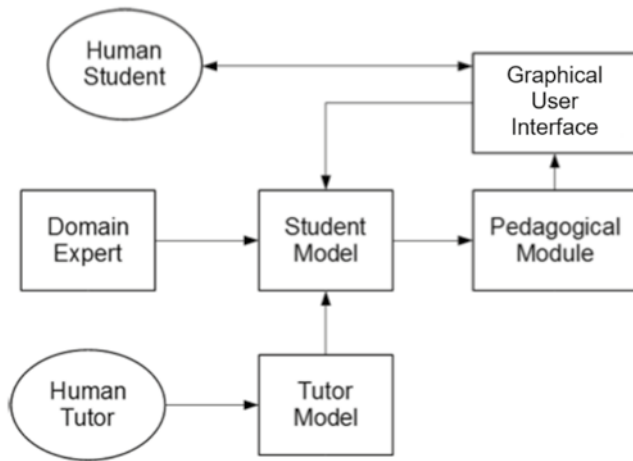 Human
Student
Graphical
User
Interface
Domain
Expert
Student
Model
Pedagogical
Module
Human
Tutor
Tutor
Model